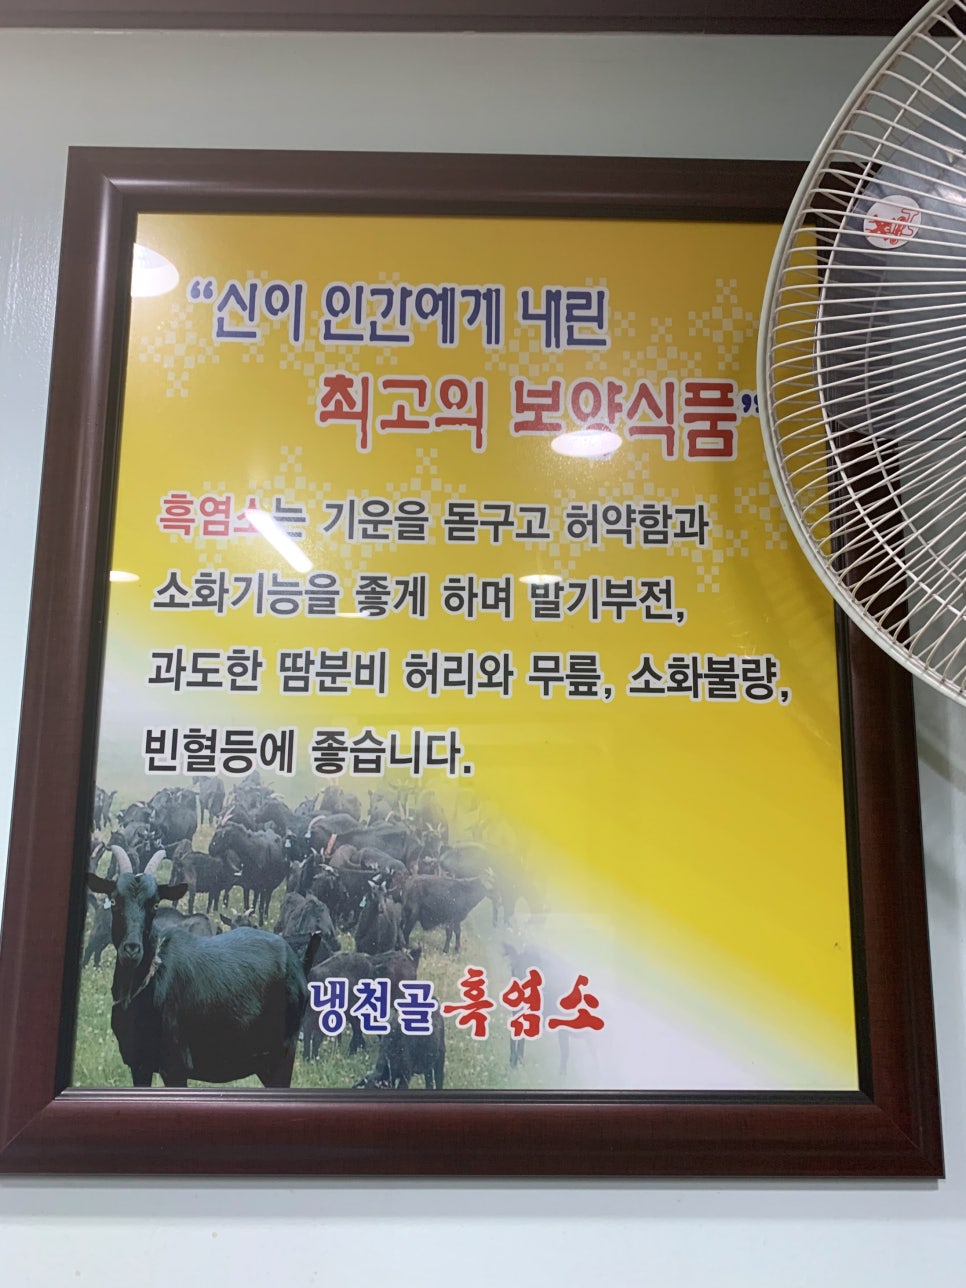 “신이 인간에게 내린
최고의 보양식품”
흑염소는 기운을 돋구고 허약함과
소화기능을 좋게 하며 발기부전,
과도한 땀분비 허리와 무릎, 소화불량,
빈혈등에 좋습니다.
냉천골 흑염소